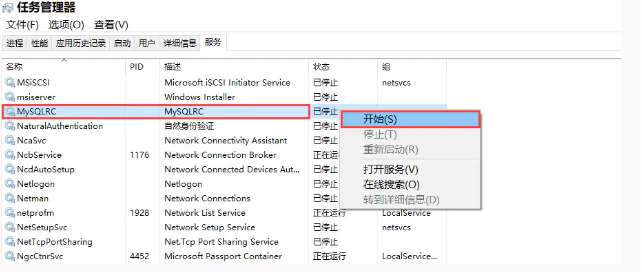 任务管理器
文件(F) 选项(O) 查看(V)
进程 性能 应用历史记录 启动 用户 详细信息 服务
名称 PID 描述 状态 组
MSiSCSI Microsoft iSCSI Initiator Service 已停止 netsvcs
msiserver Windows Installer 已停止
MySQLRC MySQLRC 已停止
NaturalAuthentication 自然身份验证
NcaSvc Network Connectivity Assistant
NcbService 1176 Network Connection Broker 正在运
NcdAutoSetup Network Connected Devices Aut... 已停止
Netlogon Netlogon 已停止
Netman Network Connections 已停止
netprofm 1928 Network List Service 正在运行 LocalService
NetSetupSvc Network Setup Service 已停止 netsvcs
NetTcpPortSharing Net.Tcp Port Sharing Service 已停止
NgcCtnrSvc 4452 Microsoft Passport Container 正在运行 LocalService...
开始(S)
停止(T)
重新启动(R)
打开服务(V)
在线搜索(O)
转到详细信息(D)